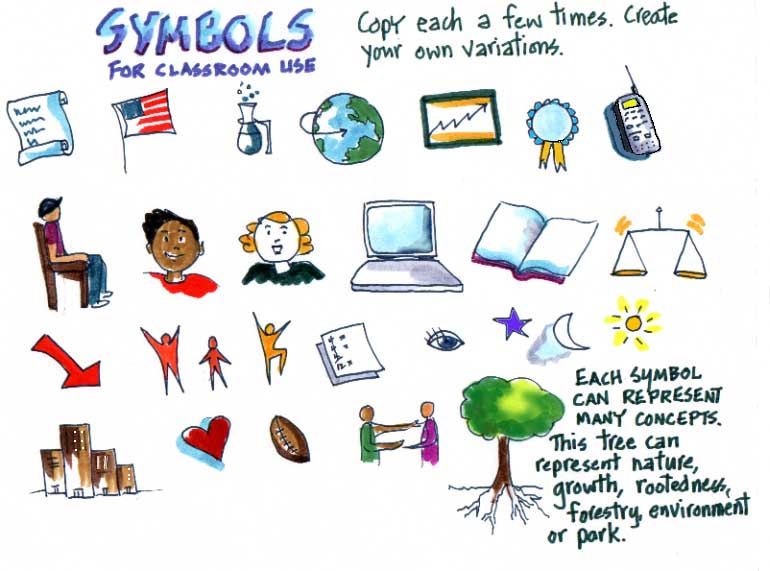 SYMBOLS
FOR CLASSROOM USE
Copy each a few times. Create
your own variations.
EACH SYMBOL
CAN REPRESENT
MANY CONCEPTS.
This tree can
represent nature,
growth, rootedness,
forestry, environment
or park.